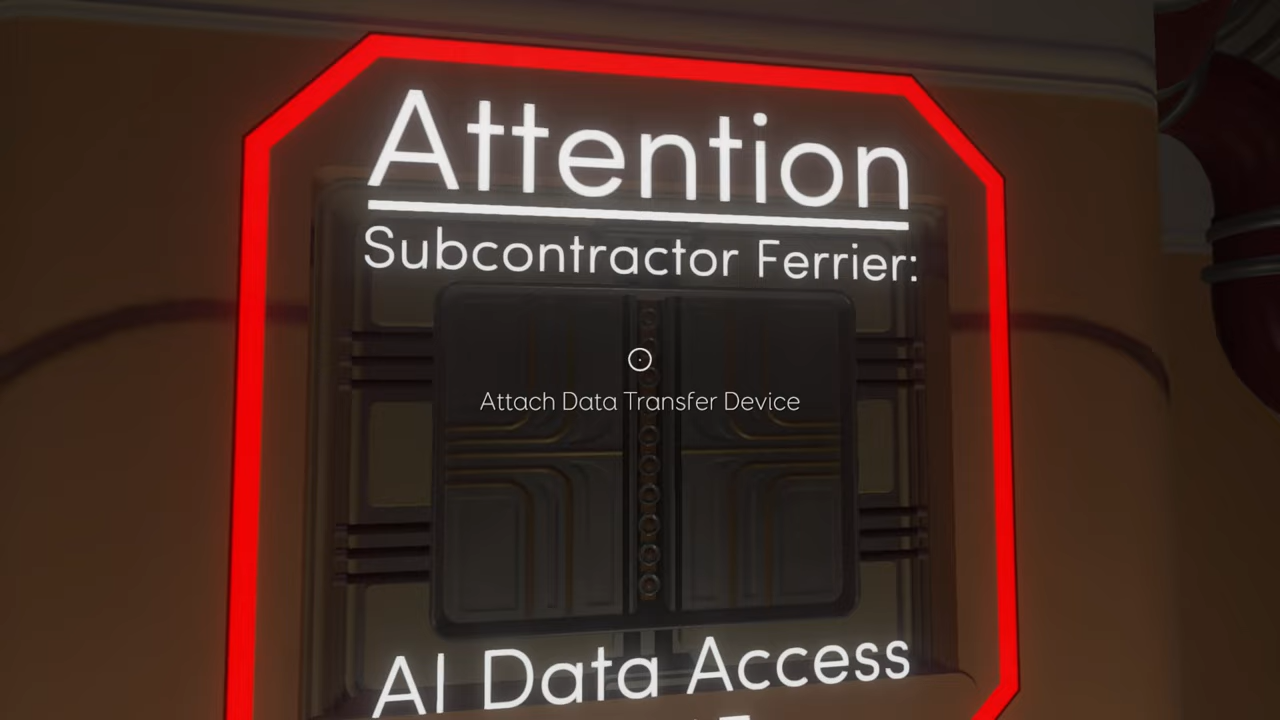 Attention
Subcontractor Ferrier:
Attach Data Transfer Device
AI Data Access